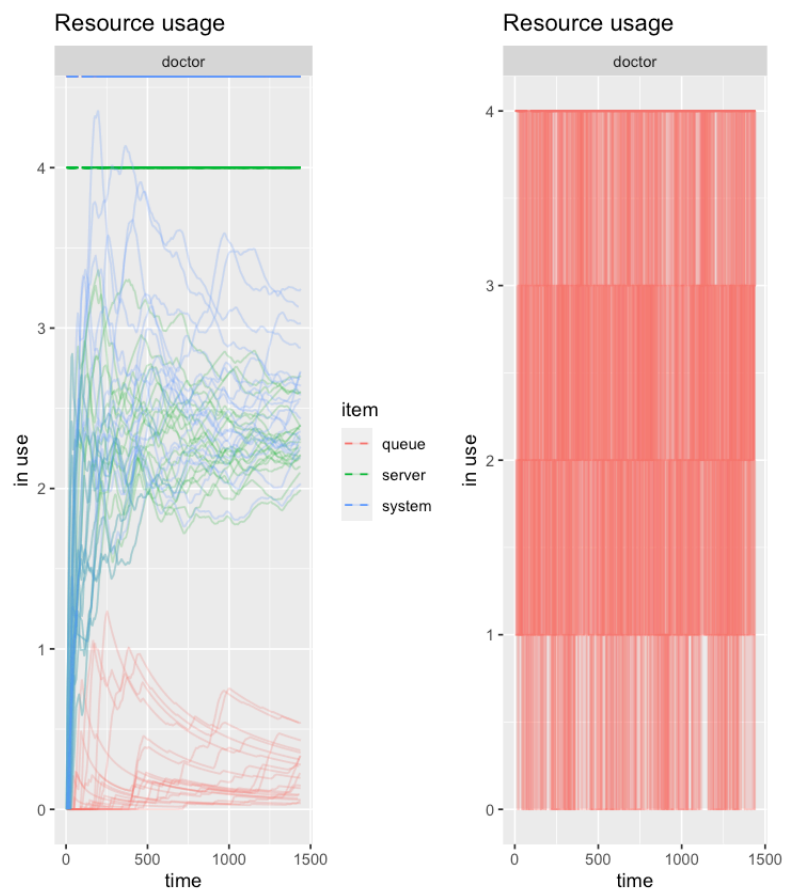 Resource usage
doctor
in use
4
3
2
1
0
0 500 1000 1500
time
item
queue
server
system
Resource usage
doctor
in use
4
3
2
1
0
0 500 1000 1500
time